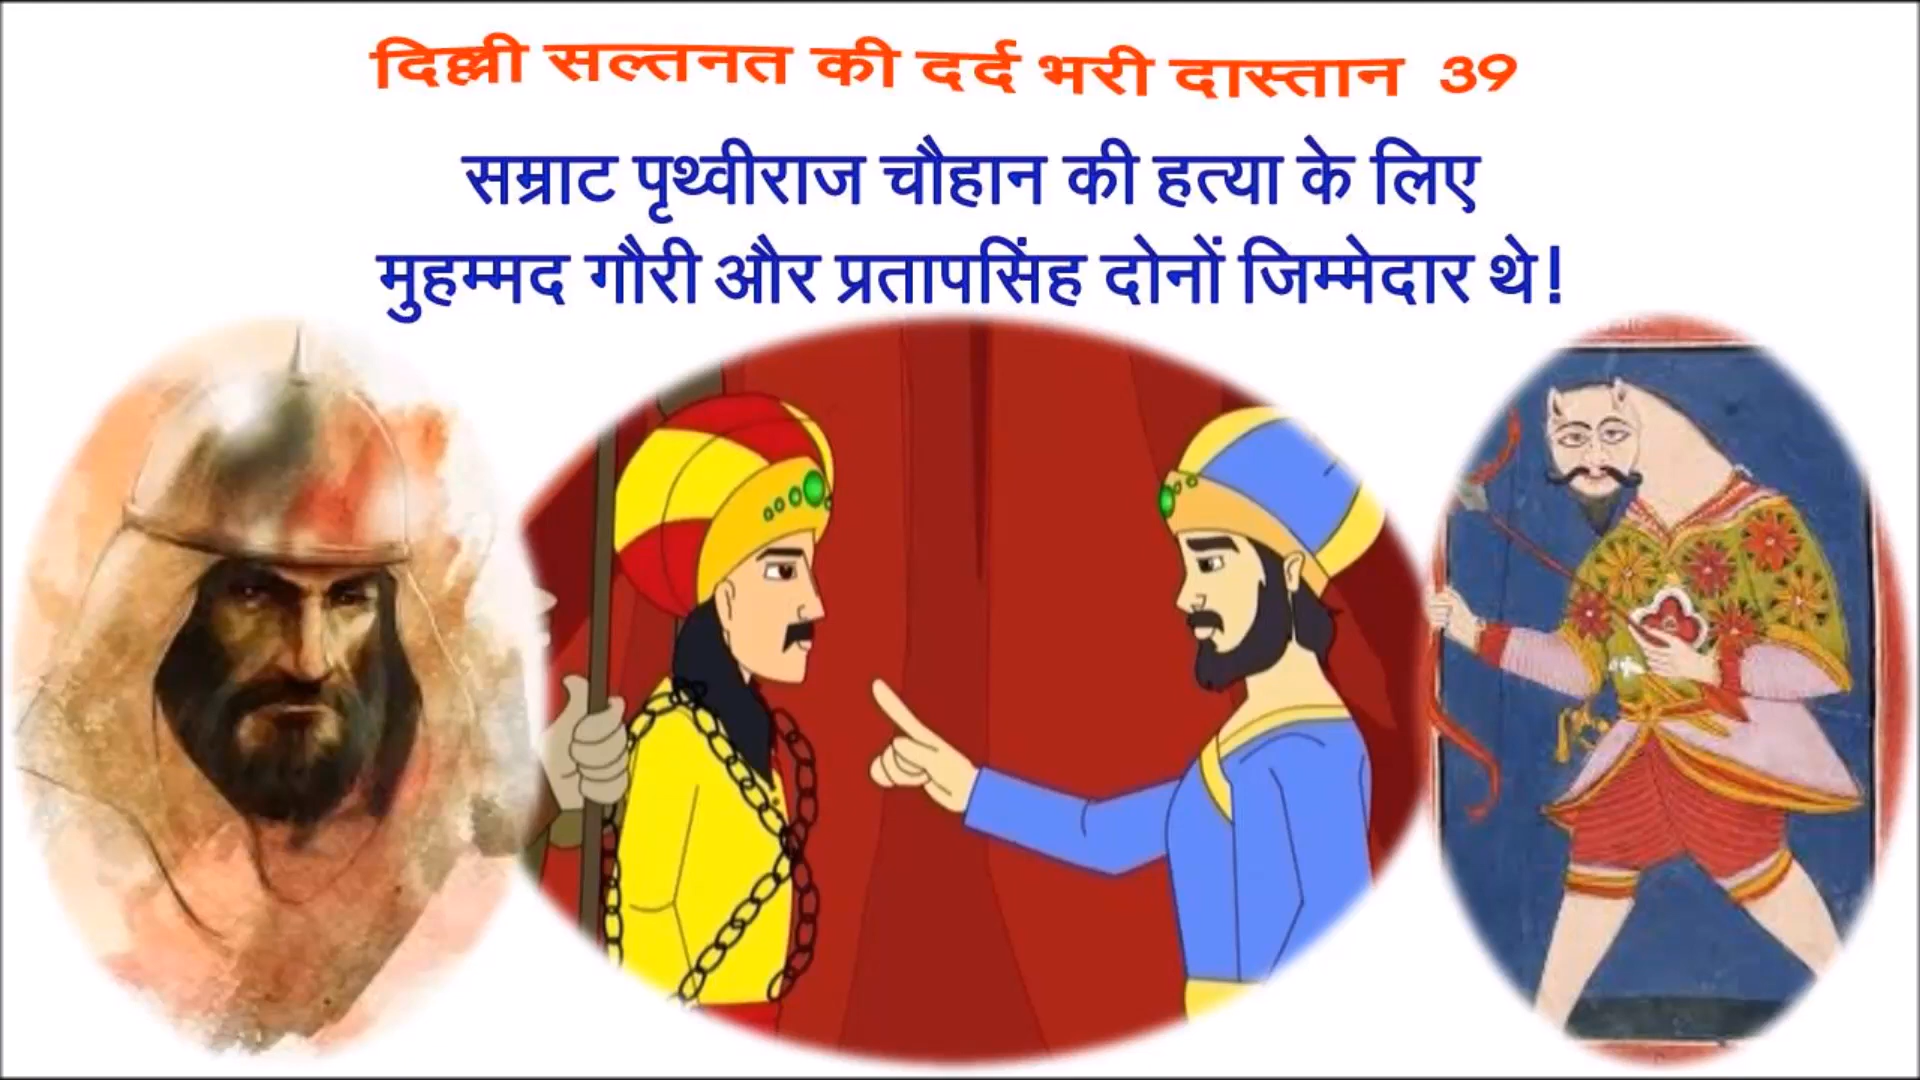 दिल्ली सल्तनत की दर्द भरी दास्तान 39
सम्राट पृथ्वीराज चौहान की हत्या के लिए
मुहम्मद गौरी और प्रतापसिंह दोनों जिम्मेदार थे!